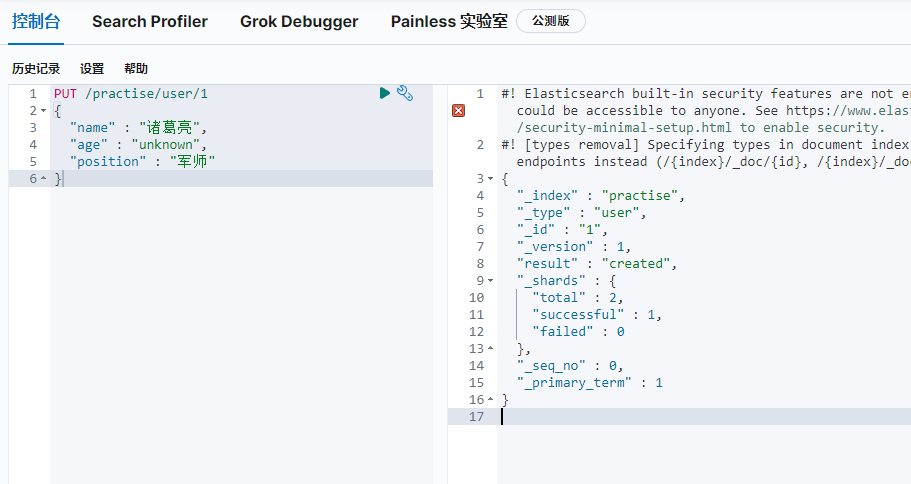 控制台 Search Profiler Grok Debugger Painless 实验室 公测版
历史记录 设置 帮助
1 PUT /practise/user/1
2 {
3 "name" : "诸葛亮",
4 "age" : "unknown",
5 "position" : "军师"
6 }
1 #! Elasticsearch built-in security features are not en
could be accessible to anyone. See https://www.elas
/security-minimal-setup.html to enable security.
2 #! [types removal] Specifying types in document index
endpoints instead (/{index}/_doc/{id}, /{index}/_doc
3 {
4 "_index" : "practise",
5 "_type" : "user",
6 "_id" : "1",
7 "_version" : 1,
8 "result" : "created",
9 "_shards" : {
10 "total" : 2,
11 "successful" : 1,
12 "failed" : 0
13 },
14 "_seq_no" : 0,
15 "_primary_term" : 1
16 }
17